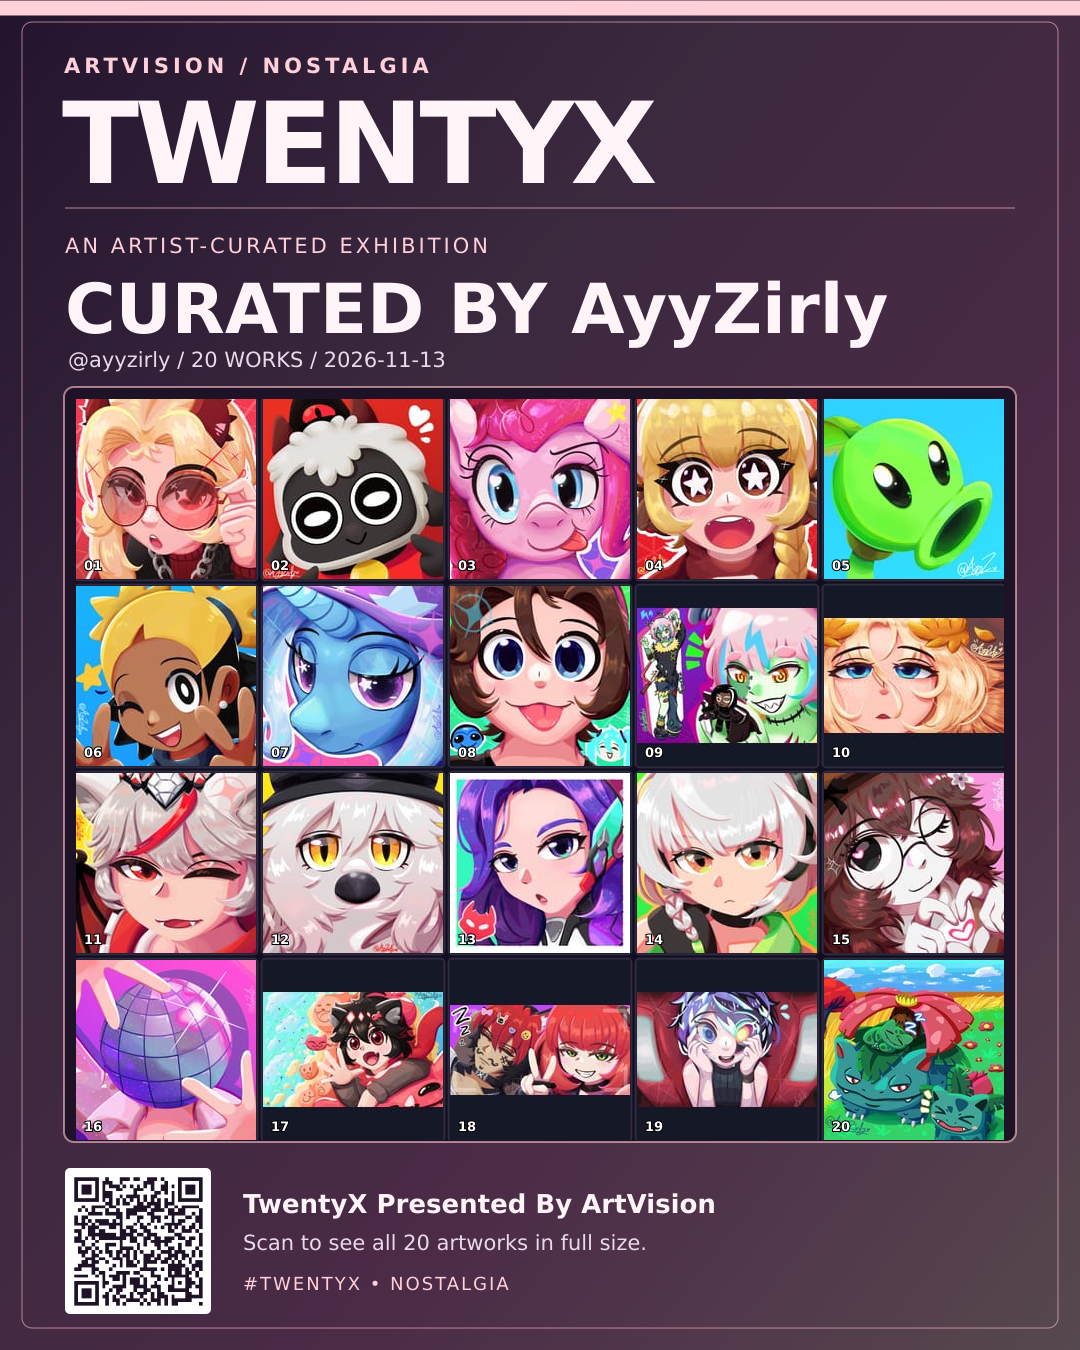 ARTVISION / NOSTALGIA
TWENTYX
AN ARTIST-CURATED EXHIBITION
CURATED BY AyyZirly
@ayyzirly / 20 WORKS / 2026-11-13
01
02
03
04
05
06
07
08
09
10
11
12
13
14
15
16
17
18
19
20
TwentyX Presented By ArtVision
Scan to see all 20 artworks in full size.
#TWENTYX • NOSTALGIA